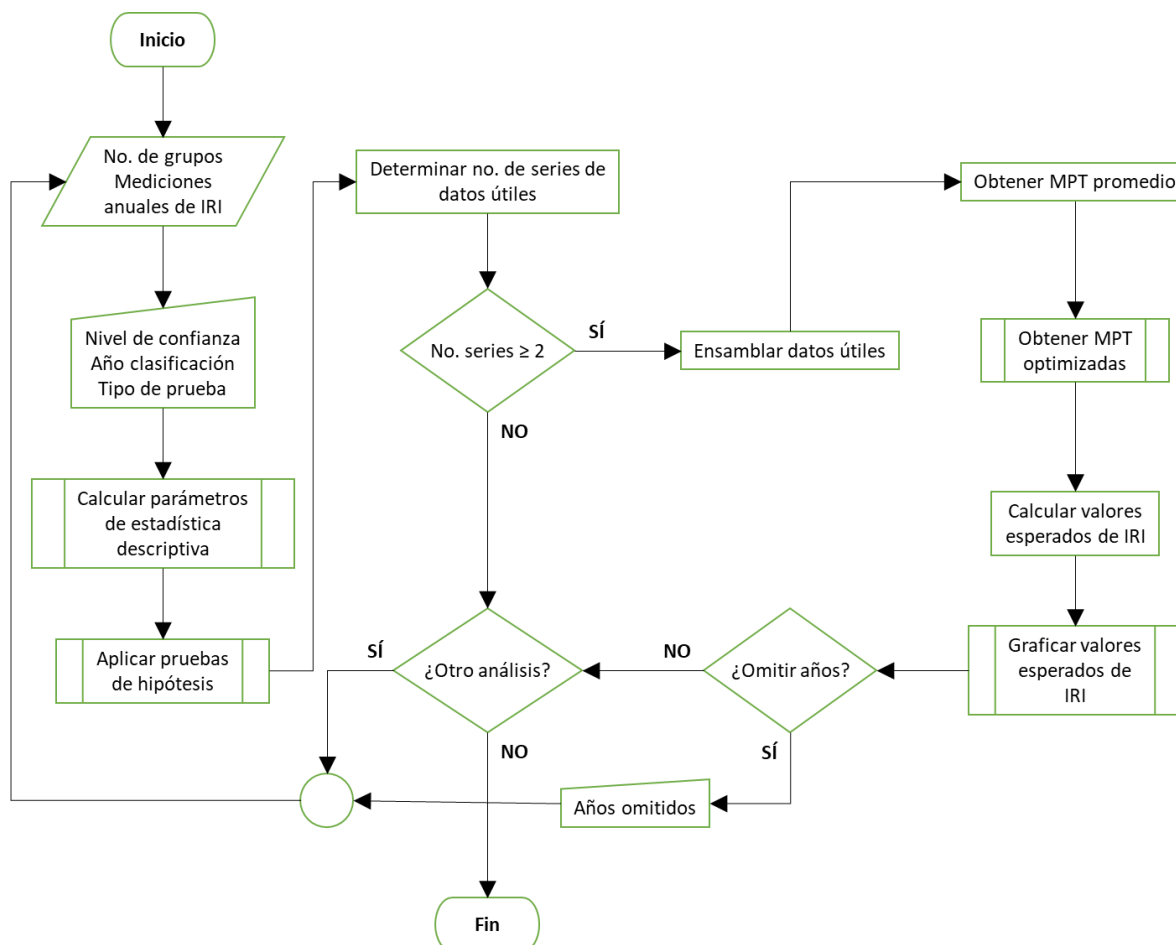 Inicio
No. de grupos
Mediciones
anuales de IRI
Nivel de confianza
Año clasificación
Tipo de prueba
Calcular parámetros
de estadística
descriptiva
Aplicar pruebas
de hipótesis
Determinar no. de series de
datos útiles
No. series ≥ 2
SÍ
NO
Ensamblar datos útiles
Obtener MPT promedio
Obtener MPT
optimizadas
Calcular valores
esperados de IRI
Graficar valores
esperados de
IRI
¿Omitir años?
NO
SÍ
Años omitidos
¿Otro análisis?
SÍ
NO
Fin